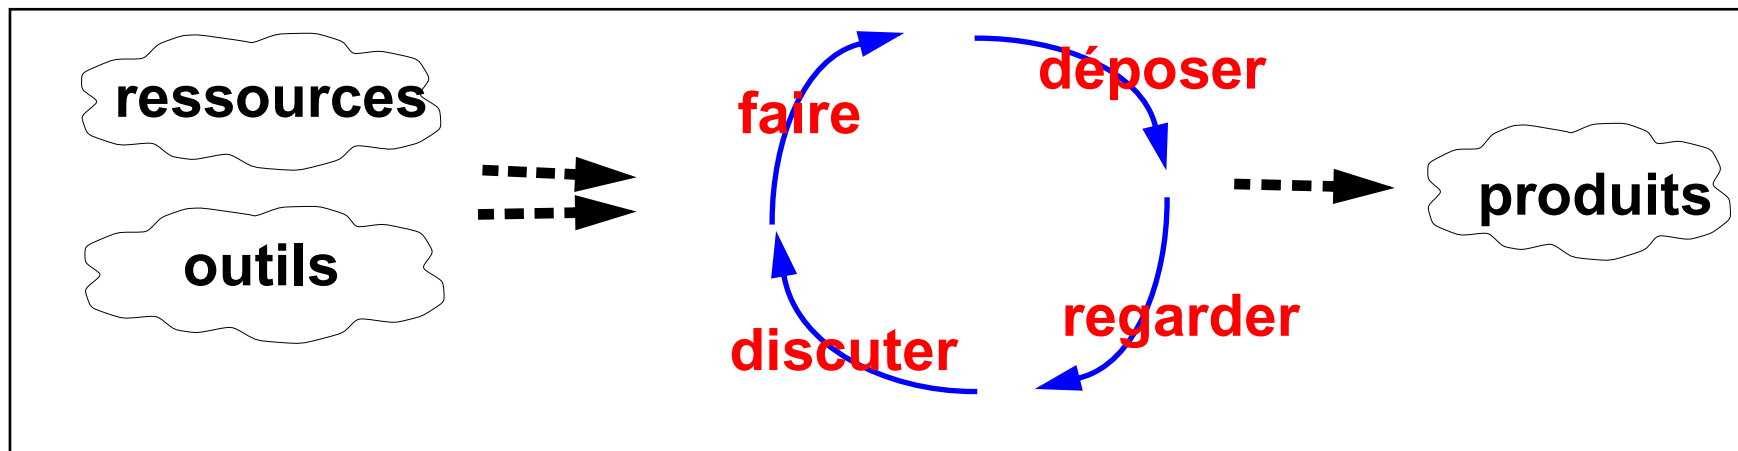 ressources
outils
faire
déposer
regarder
discuter
produits